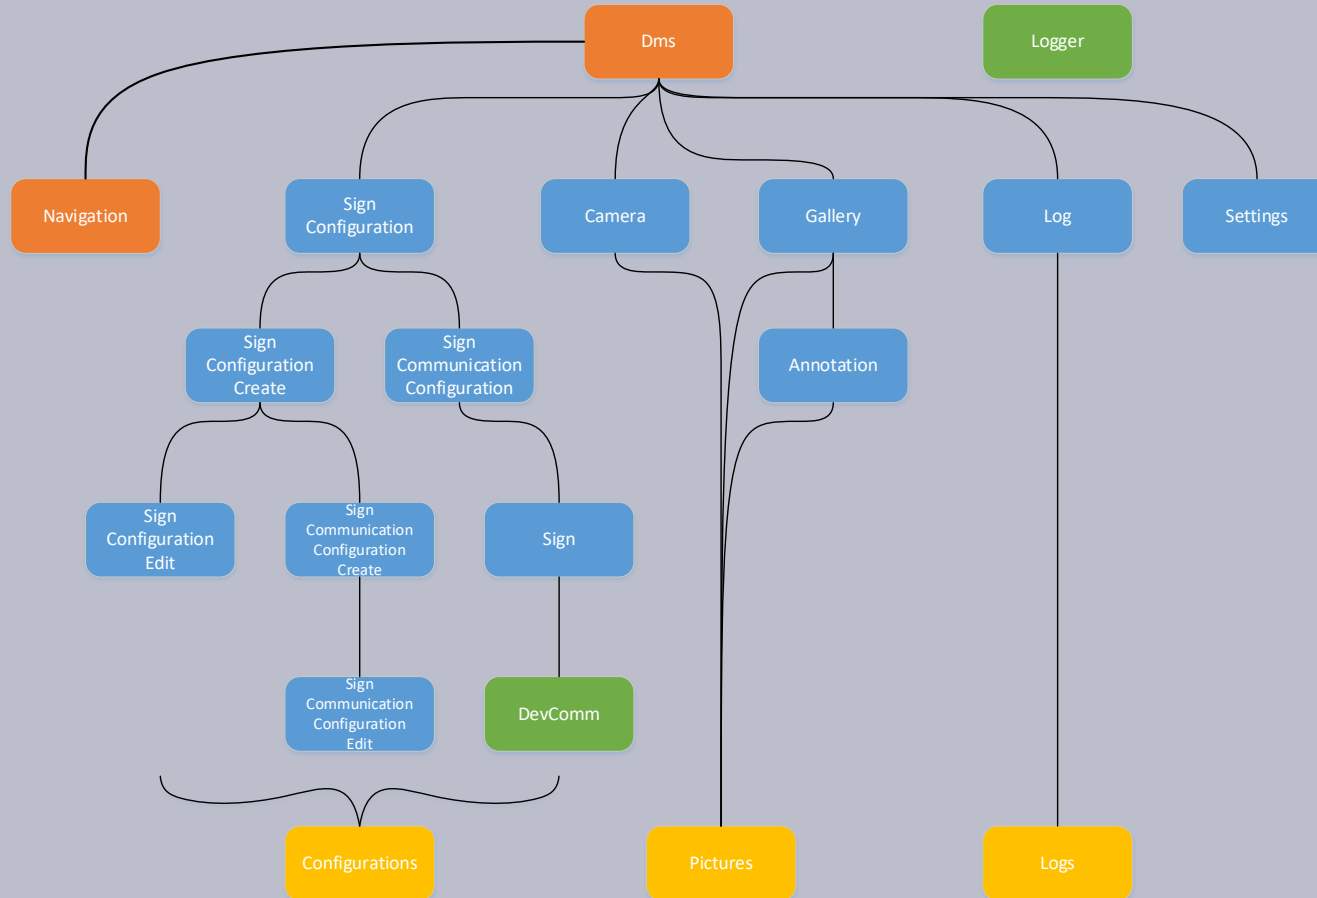 Dms
Logger
Navigation
Sign
Configuration
Camera
Gallery
Log
Settings
Sign
Configuration
Create
Sign
Communication
Configuration
Annotation
Sign
Configuration
Edit
Sign
Communication
Configuration
Create
Sign
Sign
Communication
Configuration
Edit
DevComm
Configurations
Pictures
Logs